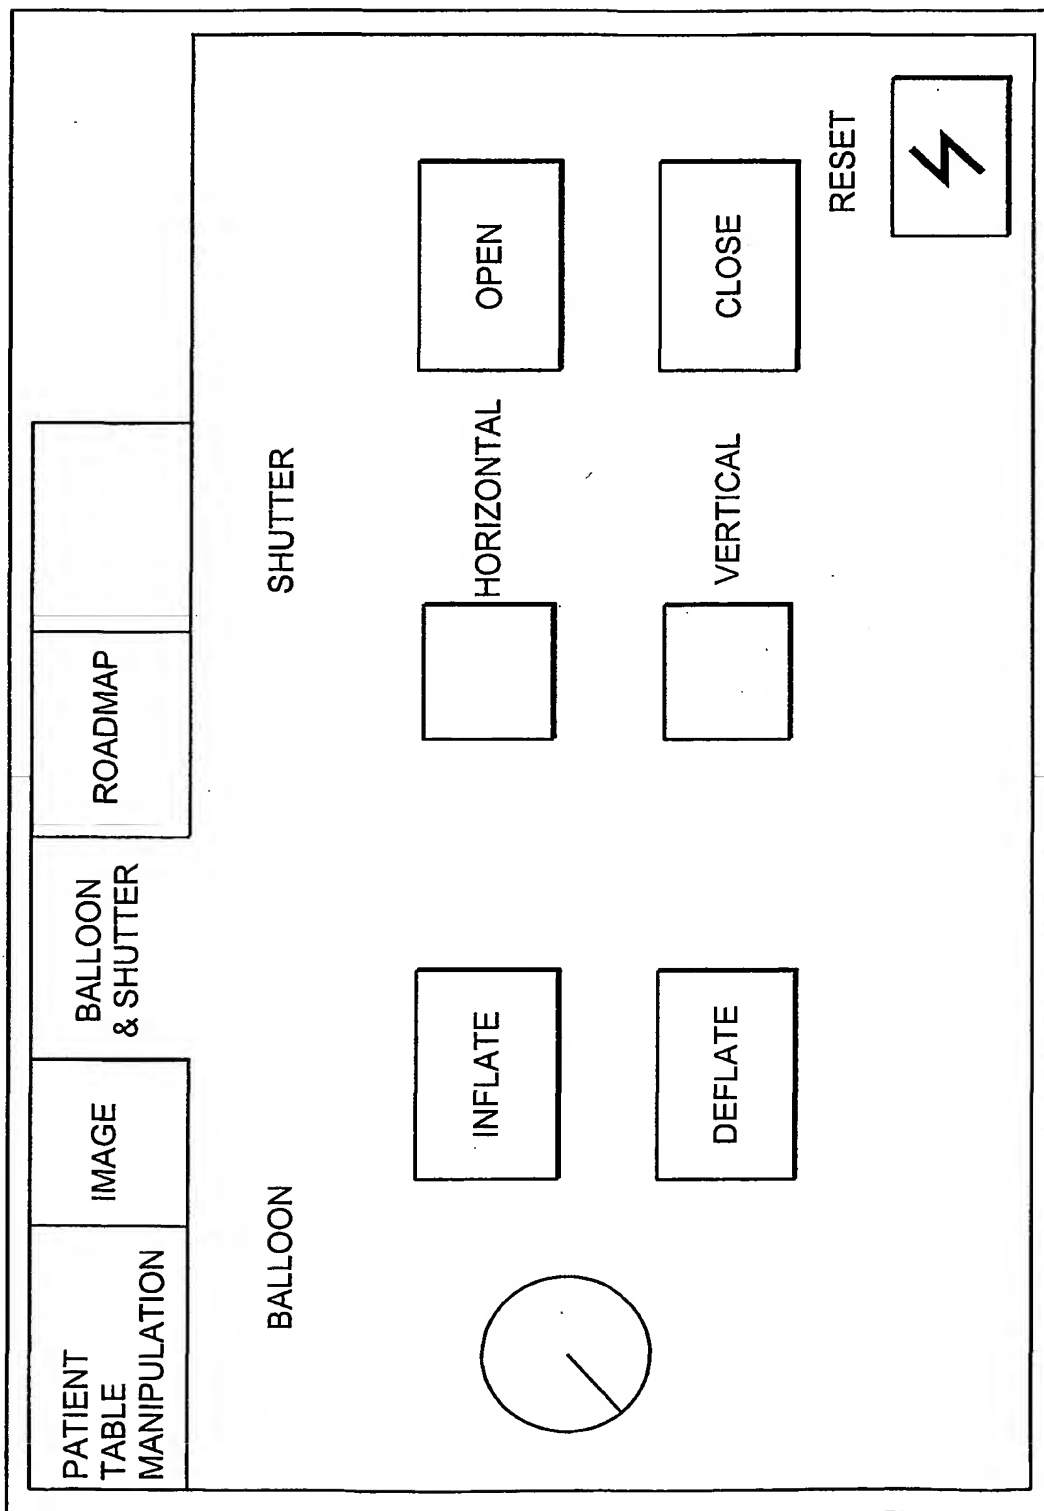 PATIENT
TABLE
MANIPULATION
IMAGE
BALLOON
& SHUTTER
ROADMAP
BALLOON
SHUTTER
INFLATE
HORIZONTAL
OPEN
DEFLATE
VERTICAL
CLOSE
RESET